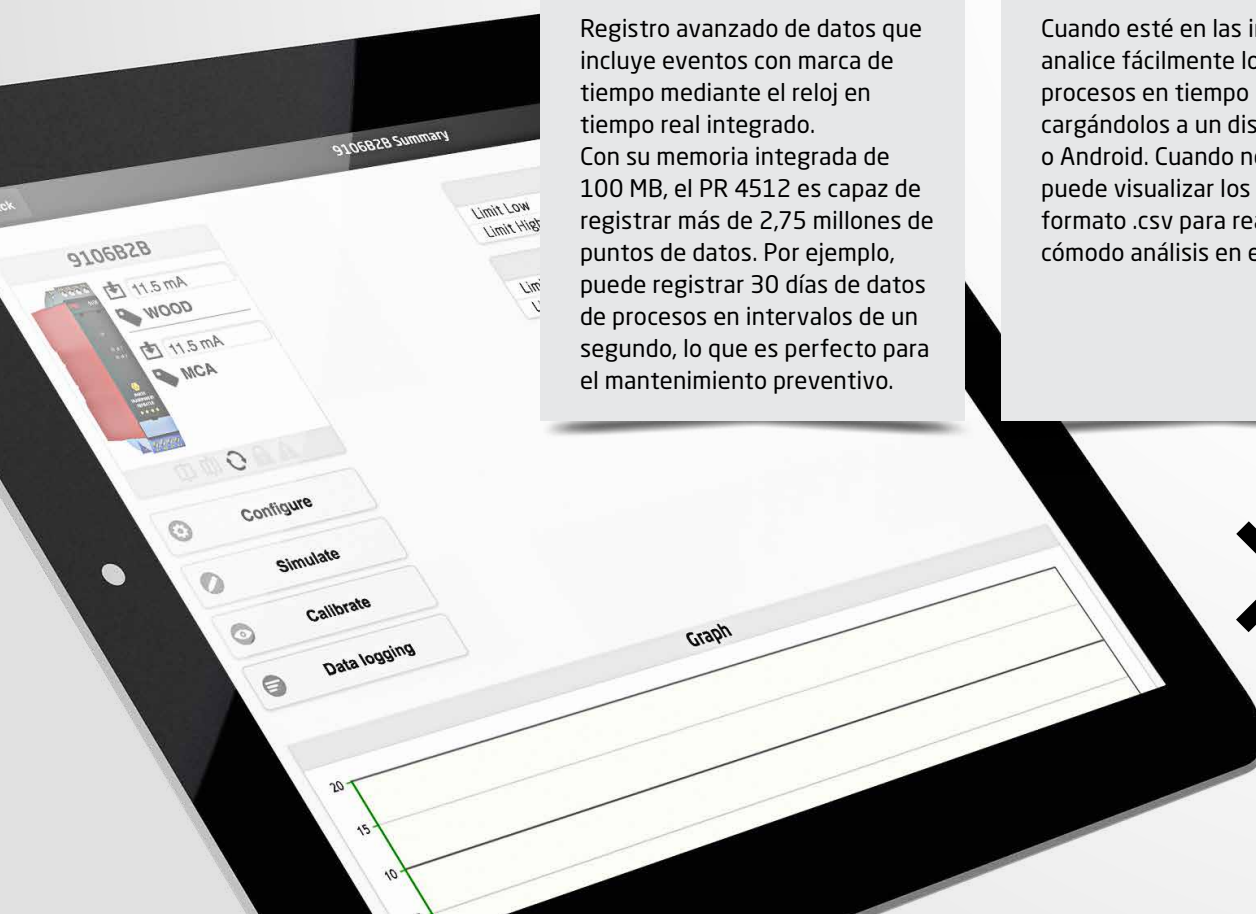 Registro avanzado de datos que
incluye eventos con marca de
tiempo mediante el reloj en
tiempo real integrado.
Con su memoria integrada de
100 MB, el PR 4512 es capaz de
registrar más de 2,75 millones de
puntos de datos. Por ejemplo,
puede registrar 30 días de datos
de procesos en intervalos de un
segundo, lo que es perfecto para
el mantenimiento preventivo.
Cuando esté en las
analice fácilmente
procesos en tiempo
cargándolos a un
o Android. Cuando
puede visualizar los
formato .csv para
cómodo análisis en
9106B2B Summary
9106B2B
11.5 mA
WOOD
11.5 mA
MCA
Limit Low
Limit High
Configure
Simulate
Calibrate
Data logging
Graph
20
15
10